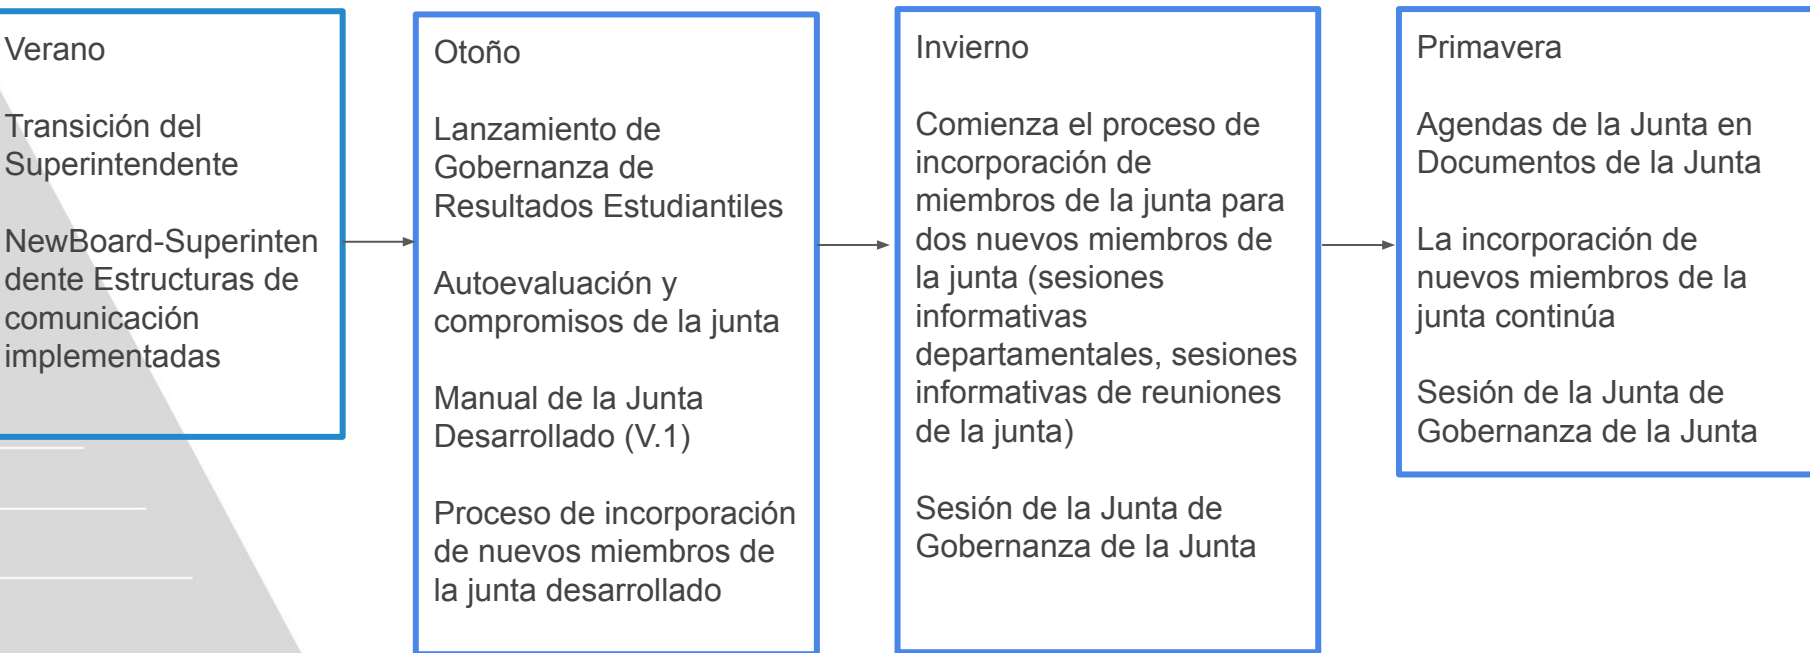 Verano
Transición del
Superintendente
NewBoard-Superinten
dente Estructuras de
comunicación
implementadas
Otoño
Lanzamiento de
Gobernanza de
Resultados Estudiantiles
Autoevaluación y
compromisos de la junta
Manual de la Junta
Desarrollado (V.1)
Proceso de incorporación
de nuevos miembros de
la junta desarrollado
Invierno
Comienza el proceso de
incorporación de
miembros de la junta para
dos nuevos miembros de
la junta (sesiones
informativas
departamentales, sesiones
informativas de reuniones
de la junta)
Sesión de la Junta de
Gobernanza de la Junta
Primavera
Agendas de la Junta en
Documentos de la Junta
La incorporación de
nuevos miembros de la
junta continúa
Sesión de la Junta de
Gobernanza de la Junta